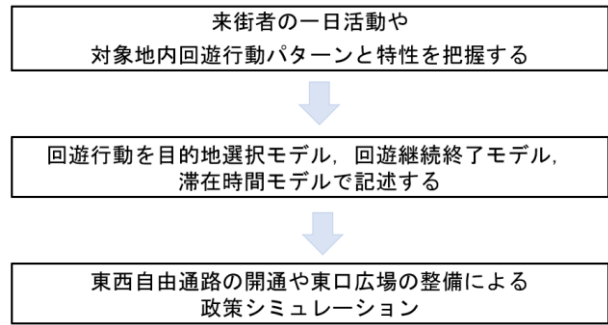 来街者の一日活動や
対象地内回遊行動パターンと特性を把握する
回遊行動を目的地選択モデル，回遊継続終了モデル，
滞在時間モデルで記述する
東西自由通路の開通や東口広場の整備による
政策シミュレーション